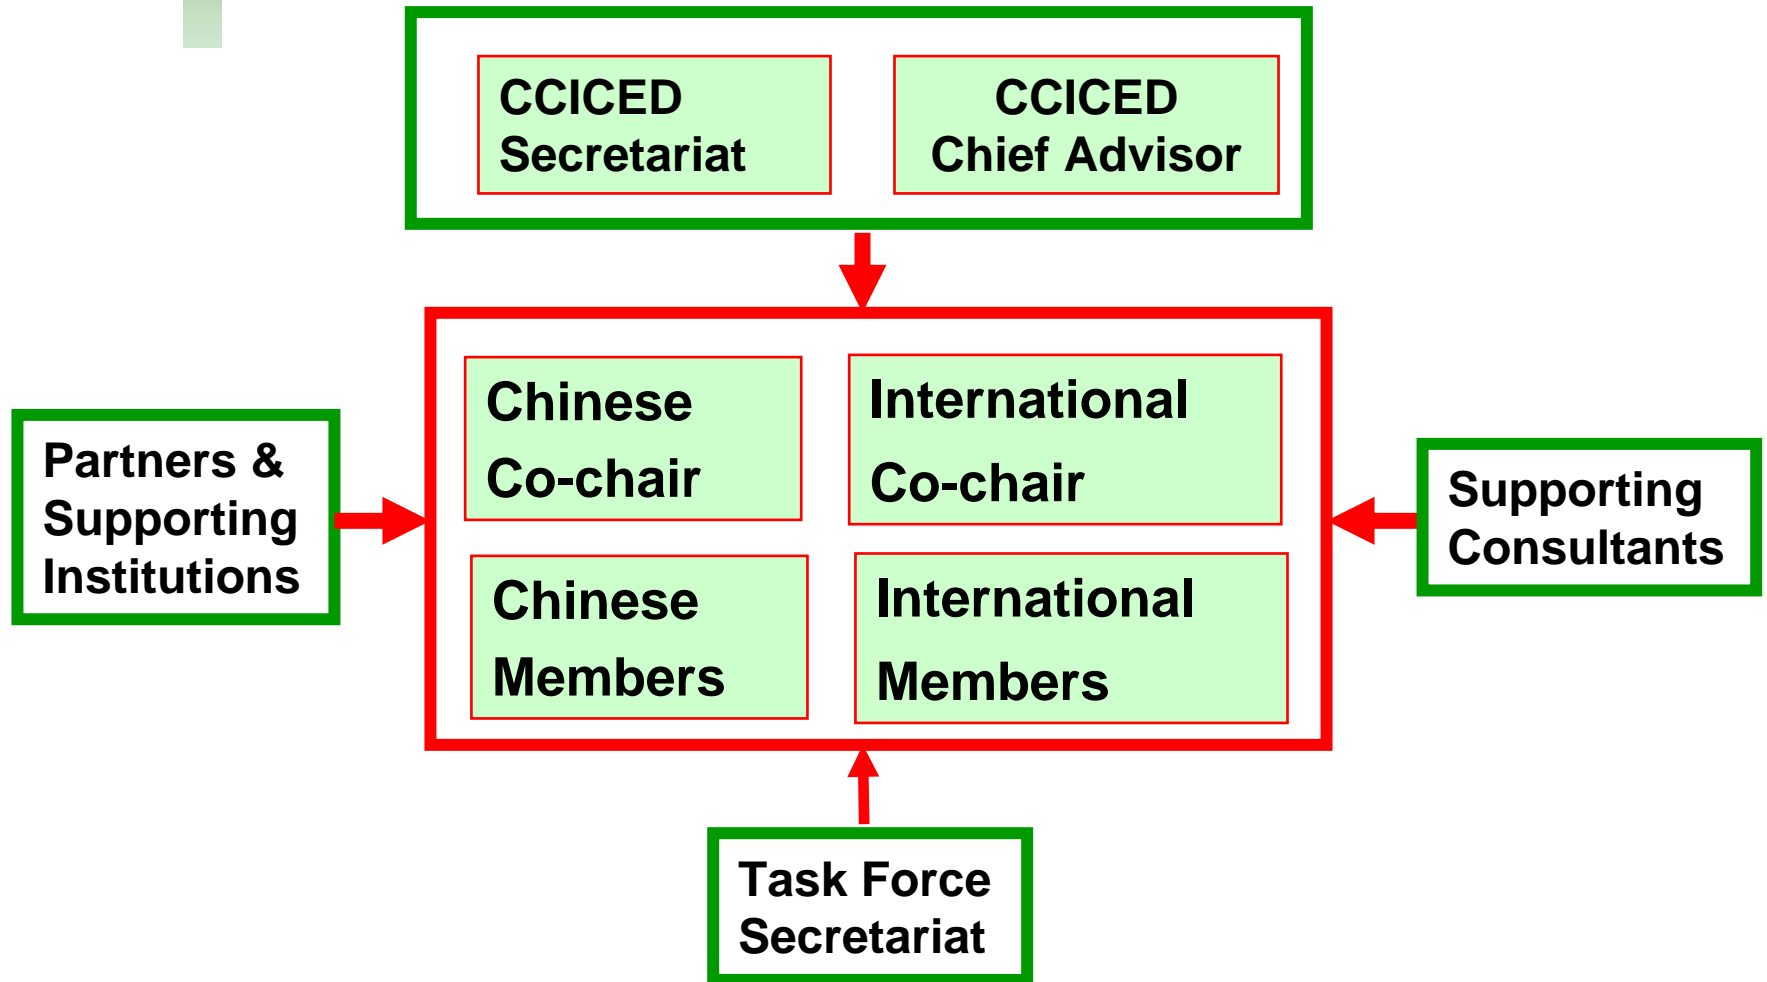 CCICED
Secretariat
CCICED
Chief Advisor
Chinese
Co-chair
International
Co-chair
Partners &
Supporting
Institutions
Supporting
Consultants
Chinese
Members
International
Members
Task Force
Secretariat